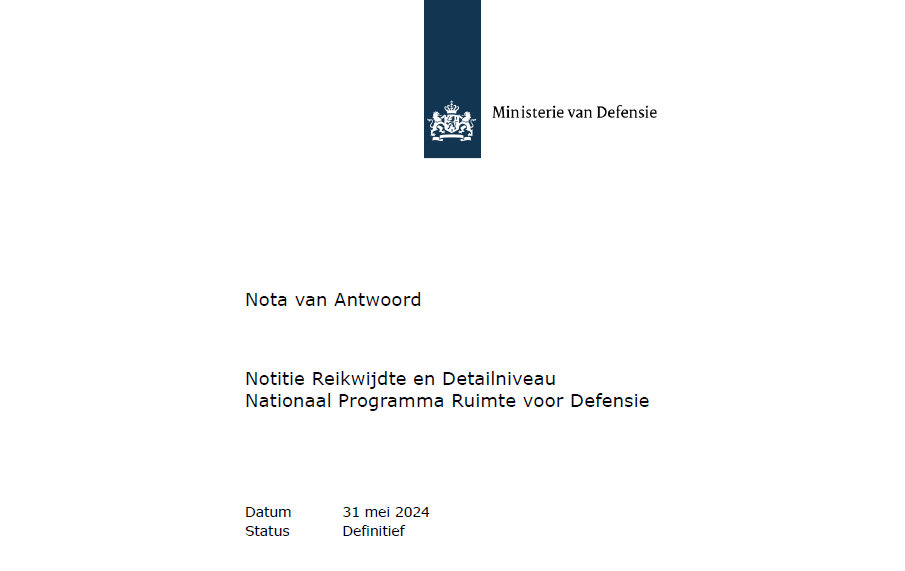 Ministerie van Defensie
Nota van Antwoord
Notitie Reikwijdte en Detailniveau
Nationaal Programma Ruimte voor Defensie
Datum 31 mei 2024
Status Definitief